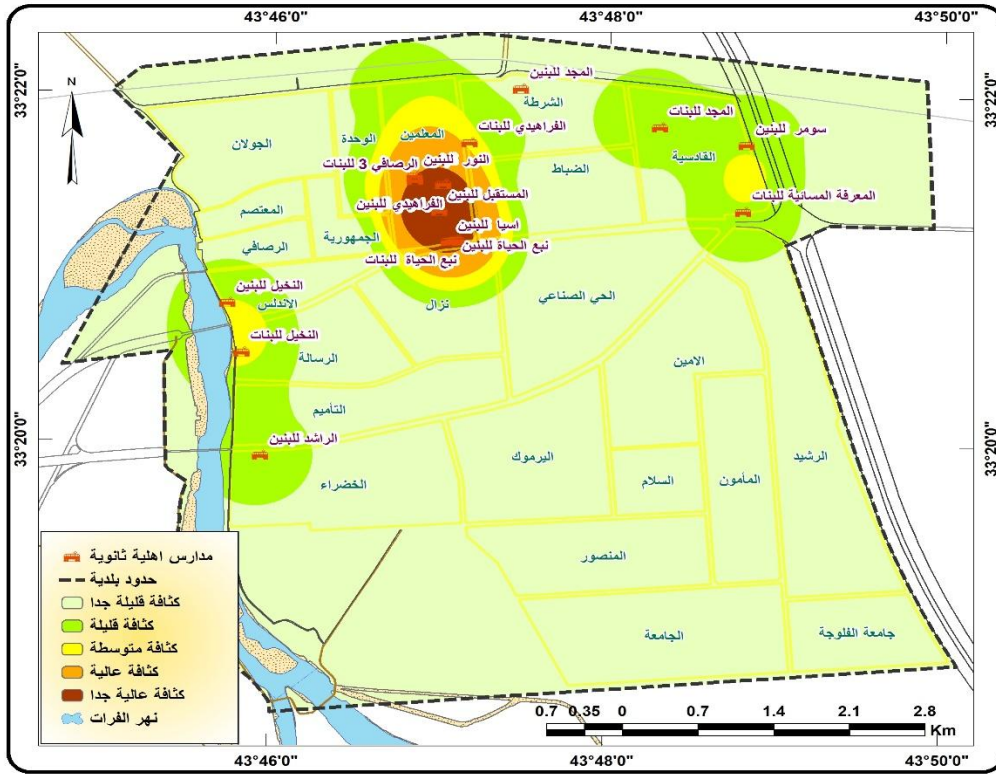 43°46'0"
43°48'0"
43°50'0"
N
33°22'0"
33°22'0"
المجد للبنين
الشرطة
المجد للبنات
سومر للبنين
المعلمين
الفراهيدي للبنات
الوحدة
الجولان
القادسية
النور للبنين
الرصافي 3 للبنات
الضباط
المعرفة المسائية للبنات
المستقبل للبنين
الفراهيدي للبنين
المعتصم
اسيا للبنين
الجمهورية
الرصافي
نبع الحياة للبنين
نبع الحياة للبنات
النخيل للبنين
الاندلس
نزال
الحي الصناعي
النخيل للبنات
الرسالة
الامين
التأميم
33°20'0"
33°20'0"
الراشد للبنين
اليرموك
الرشيد
الخضراء
السلام
المأمون
المنصور
الجامعة
جامعة الفلوجة
مدارس اهلية ثانوية
حدود بلدية
كثافة قليلة جدا
كثافة قليلة
كثافة متوسطة
كثافة عالية
كثافة عالية جدا
نهر الفرات
0.7 0.35 0 0.7 1.4 2.1 2.8
Km
43°46'0"
43°48'0"
43°50'0"